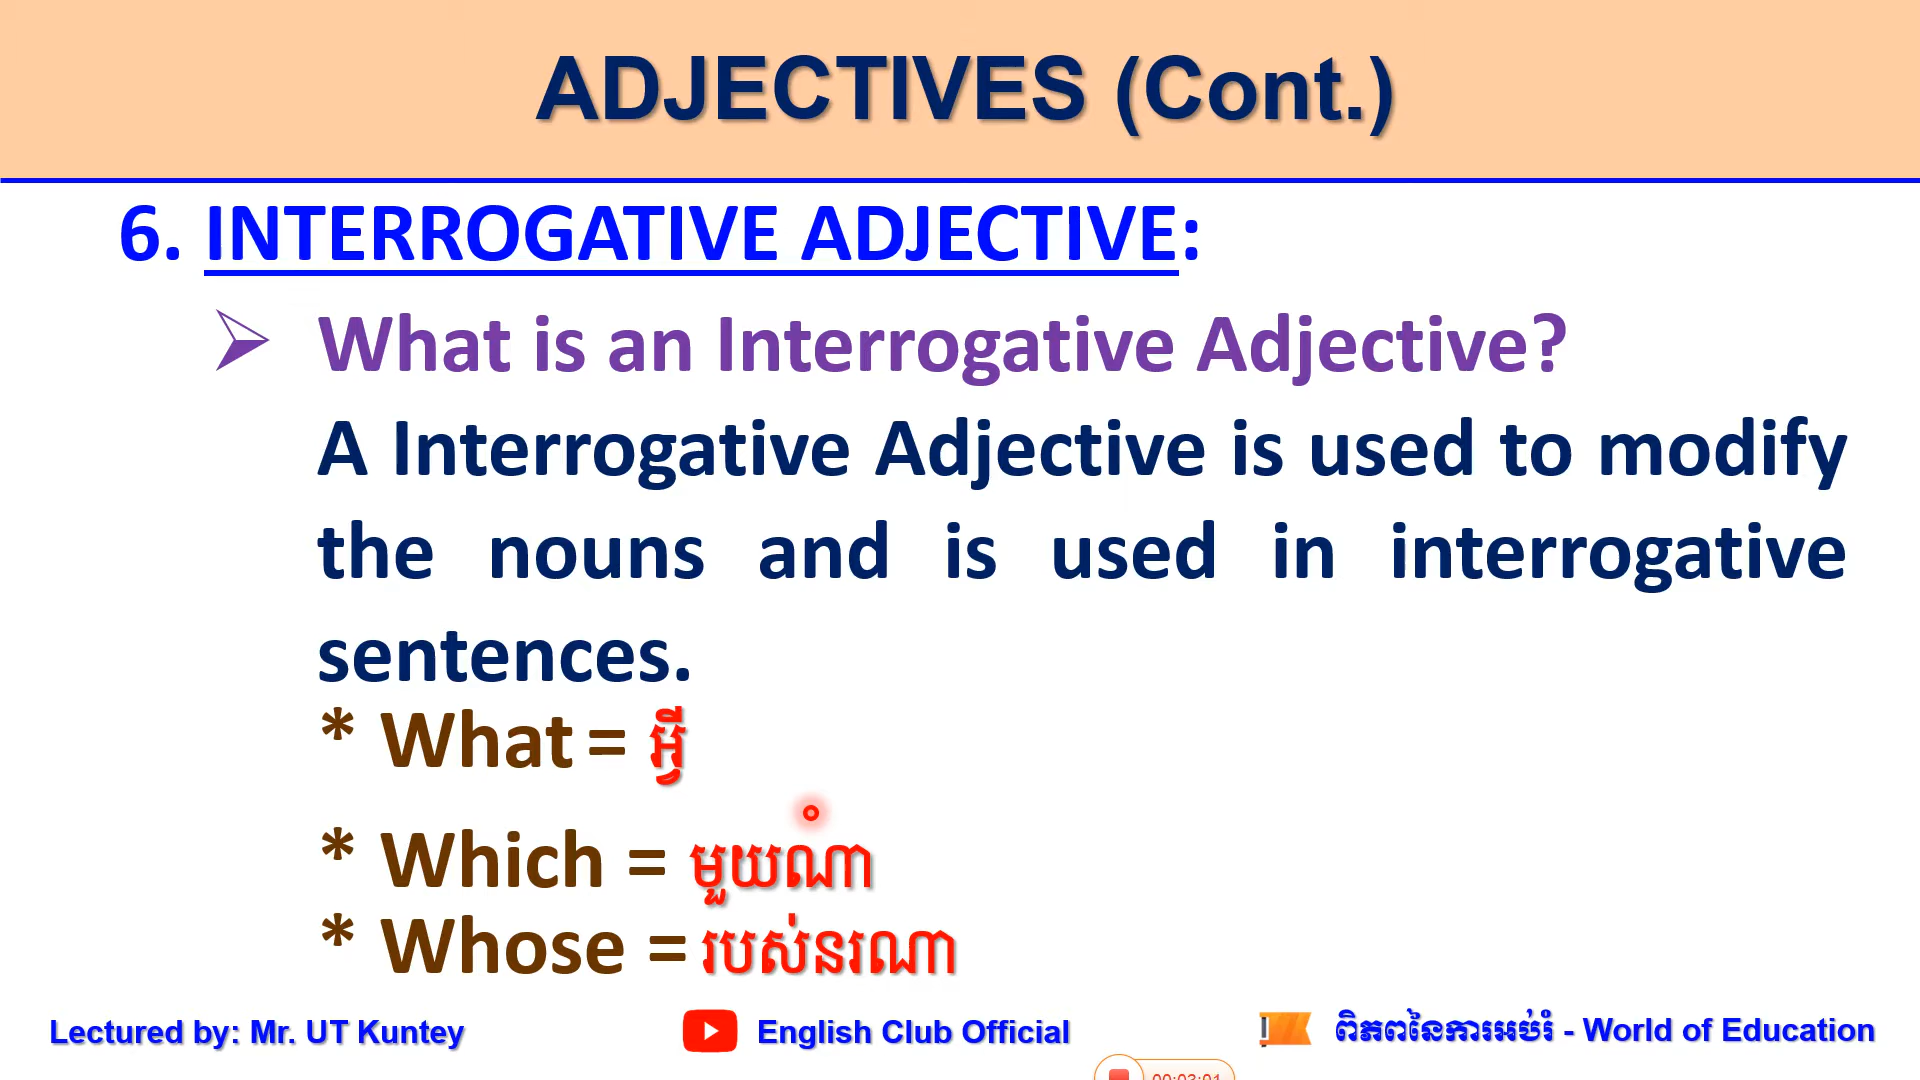 ADJECTIVES (Cont.)
6. INTERROGATIVE ADJECTIVE:
➢ What is an Interrogative Adjective?
A Interrogative Adjective is used to modify
the nouns and is used in interrogative
sentences.
* What = អ្វី
* Which = មួយណា
* Whose = របស់នរណា
Lectured by: Mr. UT Kuntey
English Club Official
ពិភពនៃការអប់រំ - World of Education
00:03:01